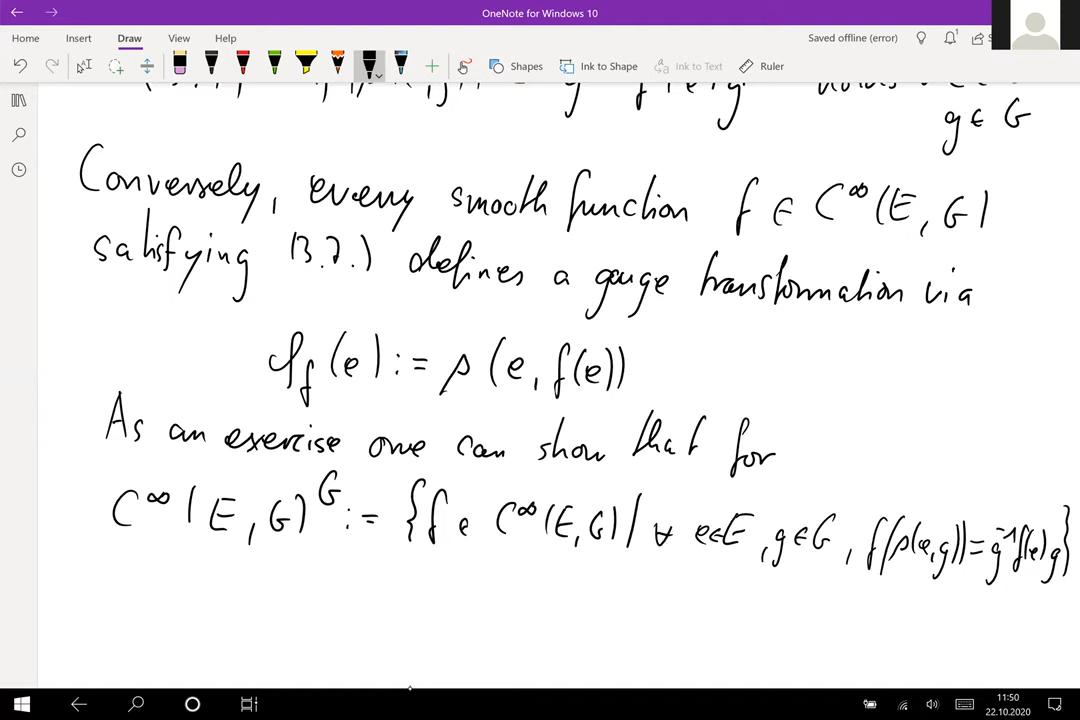 OneNote for Windows 10
Home Insert Draw View Help Saved offline (error)
Shapes Ink to Shape Ink to Text Ruler
g ∈ G
Conversely, every smooth function f ∈ C^∞(E, G)
satisfying (3.2.) defines a gauge transformation via
φ_f(e) := ρ(e, f(e))
As an exercise one can show that for
C^∞(E, G)^G := {f ∈ C^∞(E, G) | ∀ e∈E, g∈G, f(ρ(e,g)) = g^{-1}f(e)g}
11:50
22.10.2020